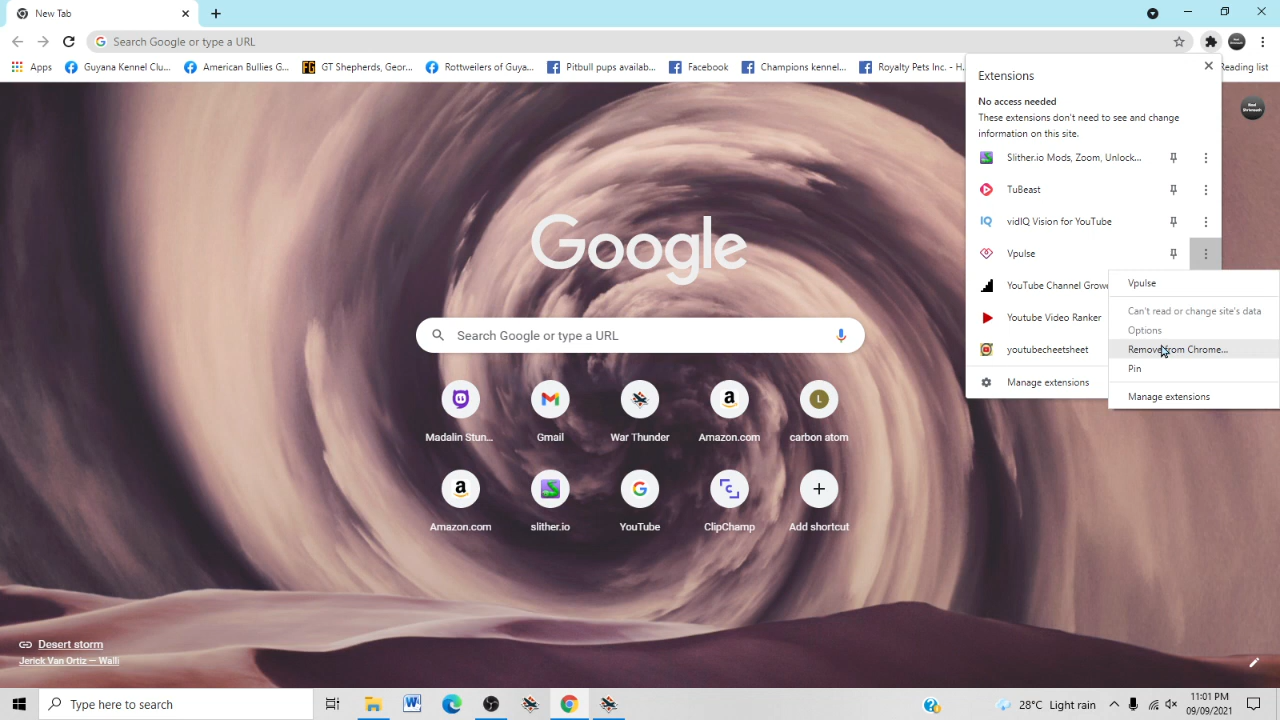 New Tab
Search Google or type a URL
Apps
Guyana Kennel Clu...
American Bullies G...
GT Shepherds, Geor...
Rottweilers of Guya...
Pitbull pups availab...
Facebook
Champions kennel...
Royalty Pets Inc. - H
Reading list
Extensions
No access needed
These extensions don't need to see and change
information on this site.
Slither.io Mods, Zoom, Unlock...
TuBeast
IQ vidIQ Vision for YouTube
Vpulse
YouTube Channel Growe
Youtube Video Ranker
youtubecheetsheet
Manage extensions
Vpulse
Can't read or change site's data
Options
Remove from Chrome...
Pin
Manage extensions
Google
Search Google or type a URL
Madalin Stun...
Gmail
War Thunder
Amazon.com
L
carbon atom
Amazon.com
slither.io
YouTube
ClipChamp
Add shortcut
Desert storm
Jerick Van Ortiz — Walli
Type here to search
28°C Light rain
11:01 PM
09/09/2021